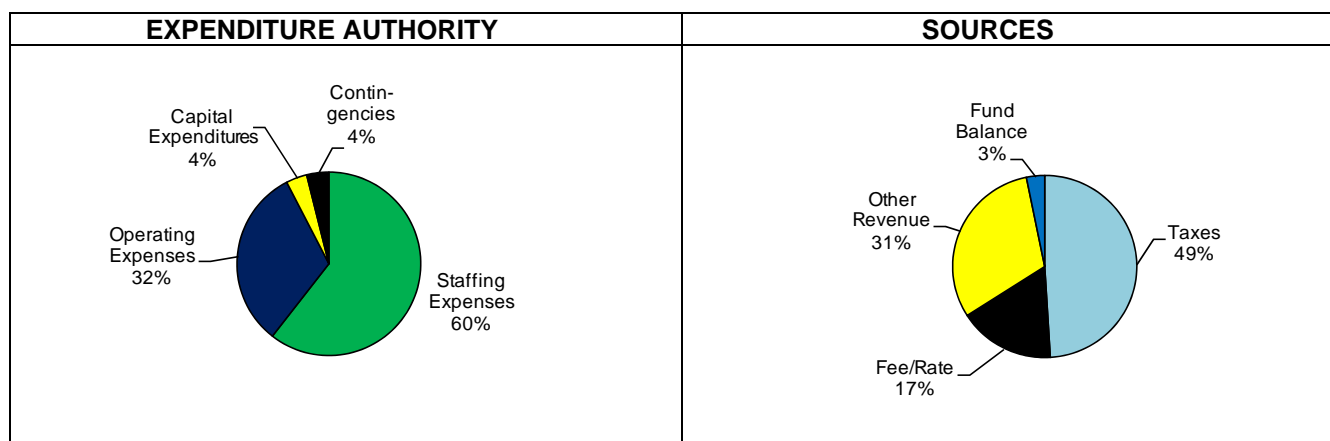 EXPENDITURE AUTHORITY
Contin-
gencies
4%
Capital
Expenditures
4%
Operating
Expenses
32%
Staffing
Expenses
60%
SOURCES
Fund
Balance
3%
Other
Revenue
31%
Taxes
49%
Fee/Rate
17%